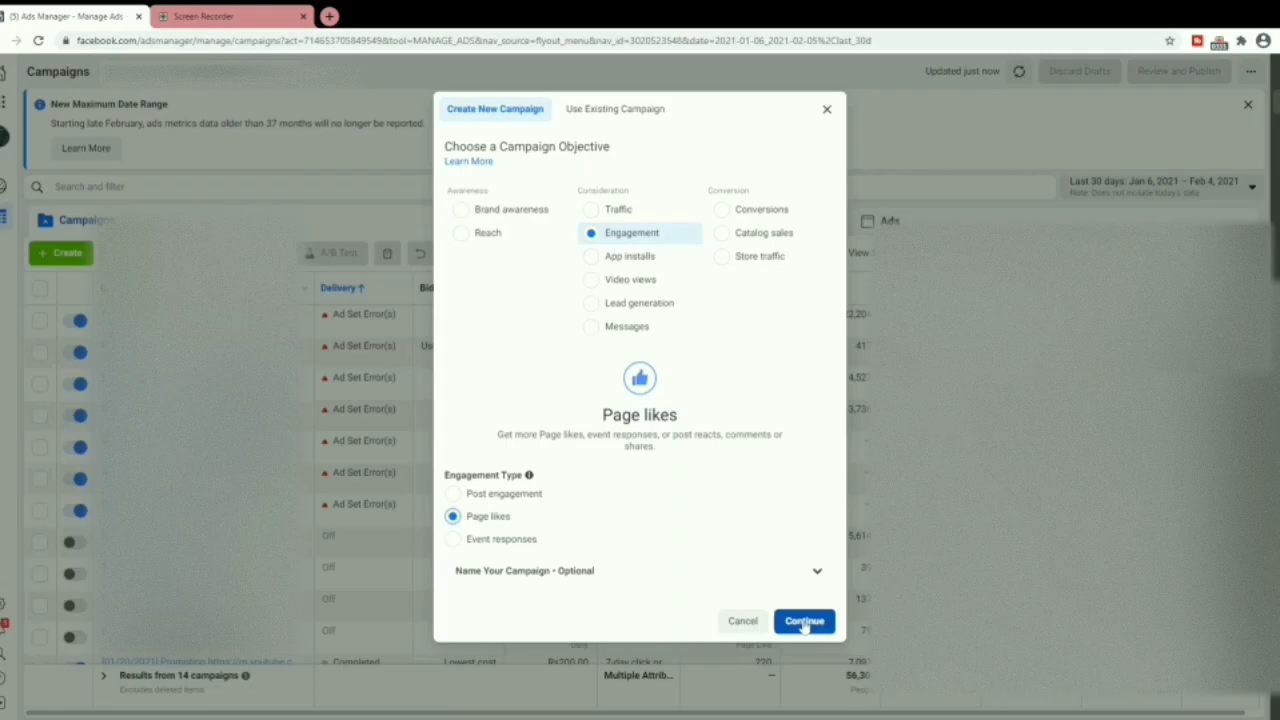 (5) Ads Manager - Manage Ads
Screen Recorder
facebook.com/adsmanager/manage/campaigns?act=714653705849549&tool=MANAGE_ADS&nav_source=flyout_menu&nav_id=3020523548&date=2021-01-06_2021-02-05%2Clast_30d
Campaigns
Updated just now
Discard Drafts
Review and Publish
New Maximum Date Range
Starting late February, ads metrics data older than 37 months will no longer be reported.
Learn More
Search and filter
Last 30 days: Jan 6, 2021 – Feb 4, 2021
Note: Does not include today's data
Campaigns
Ads
+ Create
A/B Test
View
Delivery ↑
Bid
Ad Set Error(s)
Ad Set Error(s)
41
Ad Set Error(s)
4,52
Ad Set Error(s)
3,73
Ad Set Error(s)
Ad Set Error(s)
Ad Set Error(s)
Off
Off
Off
Off
Completed
Lowest cost
Rs200.00
7-day click or
220
Results from 14 campaigns
Excludes deleted items
Multiple Attrib...
—
56,30
Create New Campaign
Use Existing Campaign
Choose a Campaign Objective
Learn More
Awareness
Consideration
Conversion
Brand awareness
Traffic
Conversions
Reach
Engagement
Catalog sales
App installs
Store traffic
Video views
Lead generation
Messages
Page likes
Get more Page likes, event responses, or post reacts, comments or
shares.
Engagement Type
Post engagement
Page likes
Event responses
Name Your Campaign • Optional
Cancel
Continue